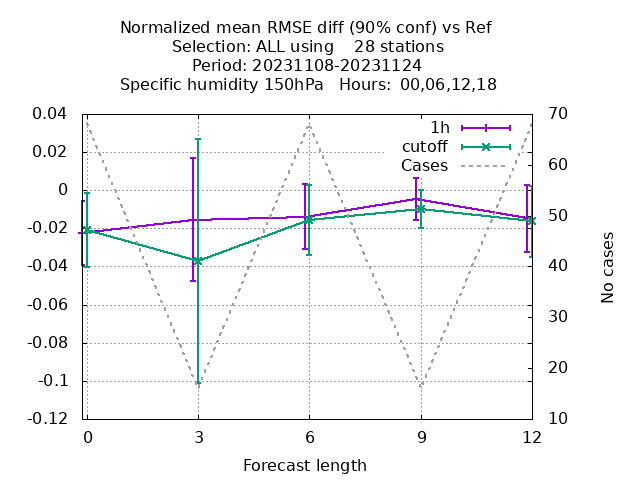 Normalized mean RMSE diff (90% conf) vs Ref
Selection: ALL using    28 stations
Period: 20231108-20231124
Specific humidity 150hPa   Hours:  00,06,12,18
0.04
0.02
0
-0.02
-0.04
-0.06
-0.08
-0.1
-0.12
1h
cutoff
Cases
70
60
50
40
30
20
10
No cases
0 3 6 9 12
Forecast length